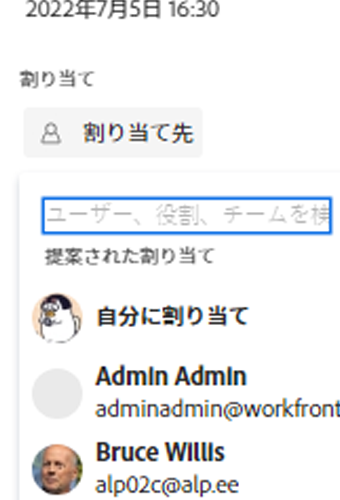 2022年7月5日 16:30
割り当て
割り当て先
ユーザー、役割、チームを検
提案された割り当て
自分に割り当て
Admin Admin
adminadmin@workfront
Bruce Willis
alp02c@alp.ee